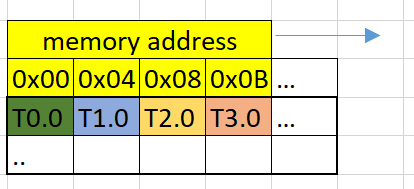 memory address
0x00 0x04 0x08 0x0B ...
T0.0 T1.0 T2.0 T3.0 ...
..